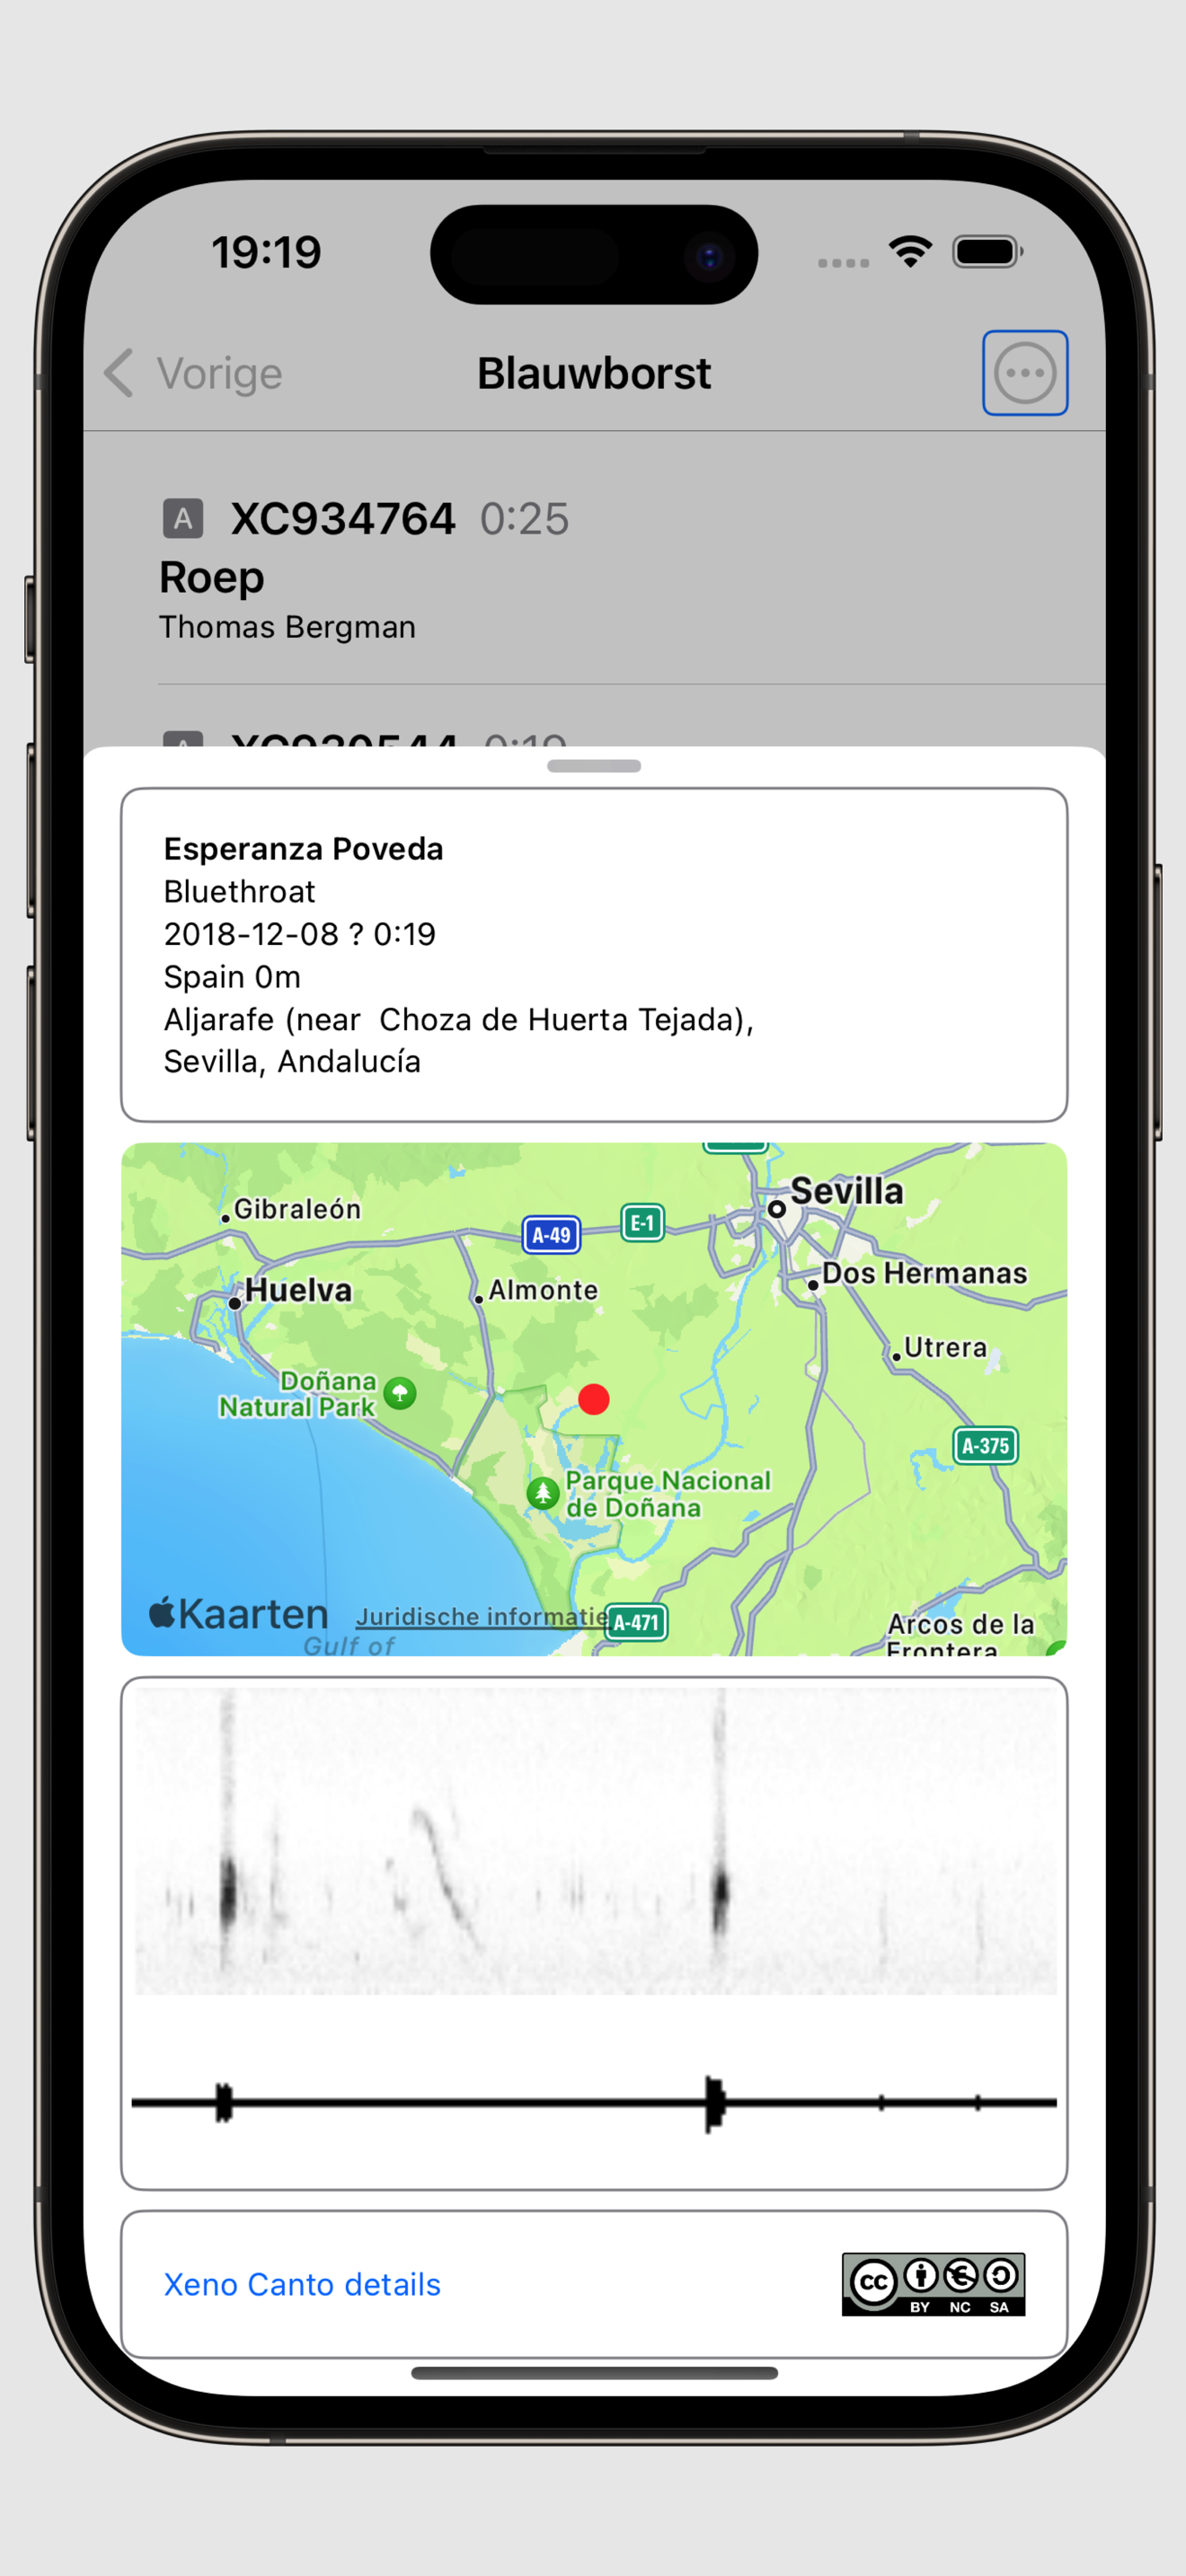 19:19
Vorige
Blauwborst
A XC934764 0:25
Roep
Thomas Bergman
A XC930544 0:19
Esperanza Poveda
Bluethroat
2018-12-08 ? 0:19
Spain 0m
Aljarafe (near  Choza de Huerta Tejada),
Sevilla, Andalucía
Sevilla
Gibraleón
E-1
A-49
Dos Hermanas
Huelva
Almonte
Utrera
Doñana
Natural Park
A-375
Parque Nacional
de Doñana
Kaarten
Juridische informatie
A-471
Arcos de la
Frontera
Gulf of
Xeno Canto details
cc
BY NC SA